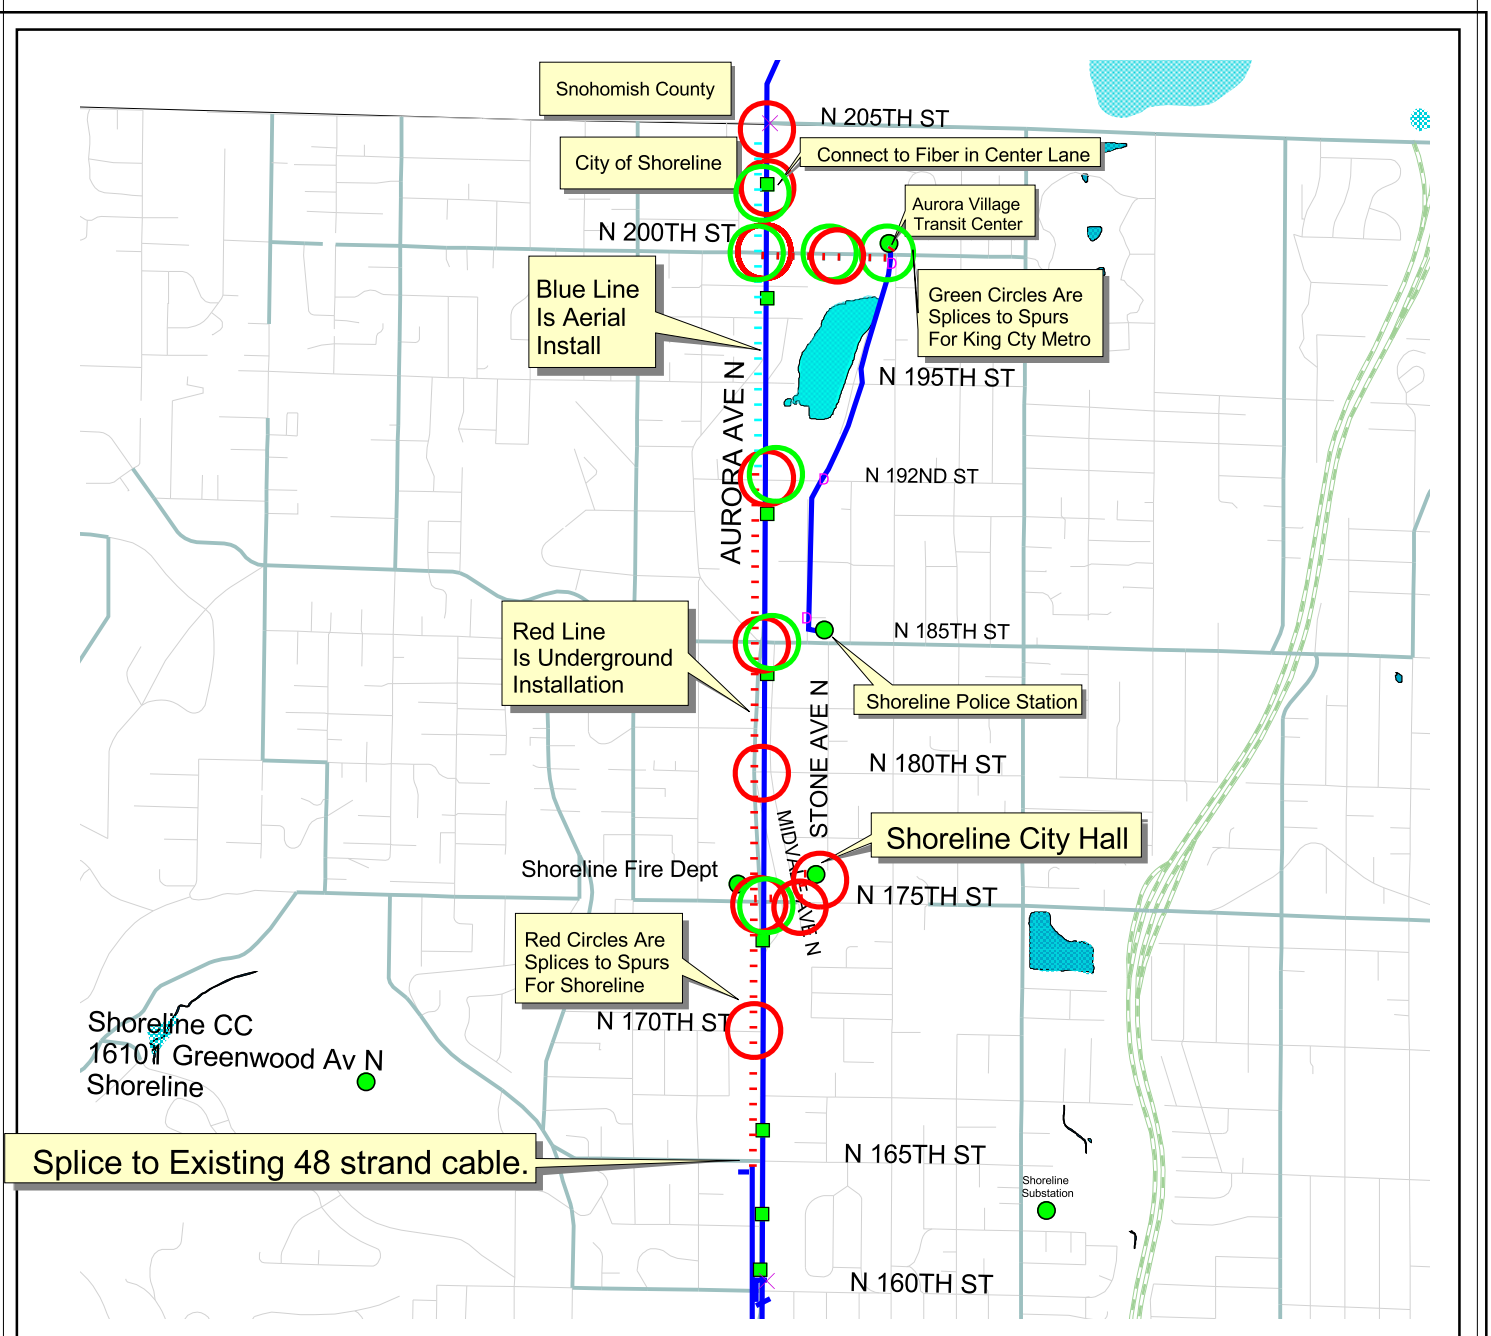 Snohomish County
N 205TH ST
City of Shoreline
Connect to Fiber in Center Lane
Aurora Village
Transit Center
N 200TH ST
D
Blue Line
Is Aerial
Install
Green Circles Are
Splices to Spurs
For King Cty Metro
N 195TH ST
AURORA AVE N
N 192ND ST
D
Red Line
Is Underground
Installation
D
N 185TH ST
Shoreline Police Station
STONE AVE N
N 180TH ST
MIDVALE AVE N
Shoreline City Hall
Shoreline Fire Dept
N 175TH ST
Red Circles Are
Splices to Spurs
For Shoreline
N 170TH ST
Shoreline CC
16101 Greenwood Av N
Shoreline
Splice to Existing 48 strand cable.
N 165TH ST
Shoreline
Substation
N 160TH ST